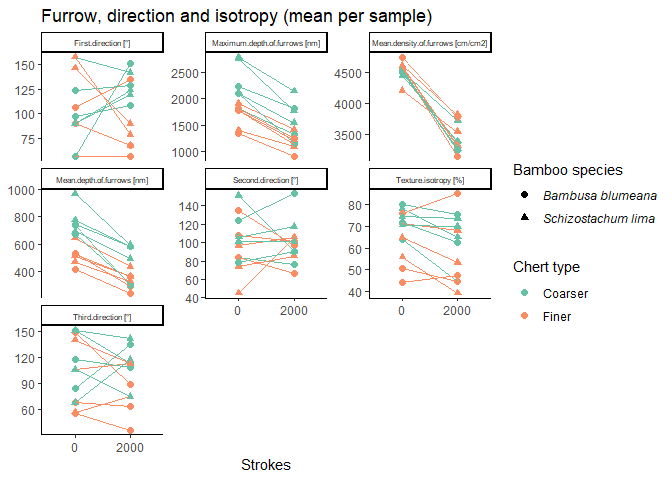 Furrow, direction and isotropy (mean per sample)
First.direction [°]
Maximum.depth.of.furrows [nm]
Mean.density.of.furrows [cm/cm2]
150
125
100
75
2500
2000
1500
1000
4500
4000
3500
Mean.depth.of.furrows [nm]
Second.direction [°]
Texture.isotropy [%]
1000
800
600
400
140
120
100
80
60
40
80
70
60
50
40
0
2000
0
2000
Third.direction [°]
150
120
90
60
0
2000
Strokes
Bamboo species
Bambusa blumeana
Schizostachum lima
Chert type
Coarser
Finer